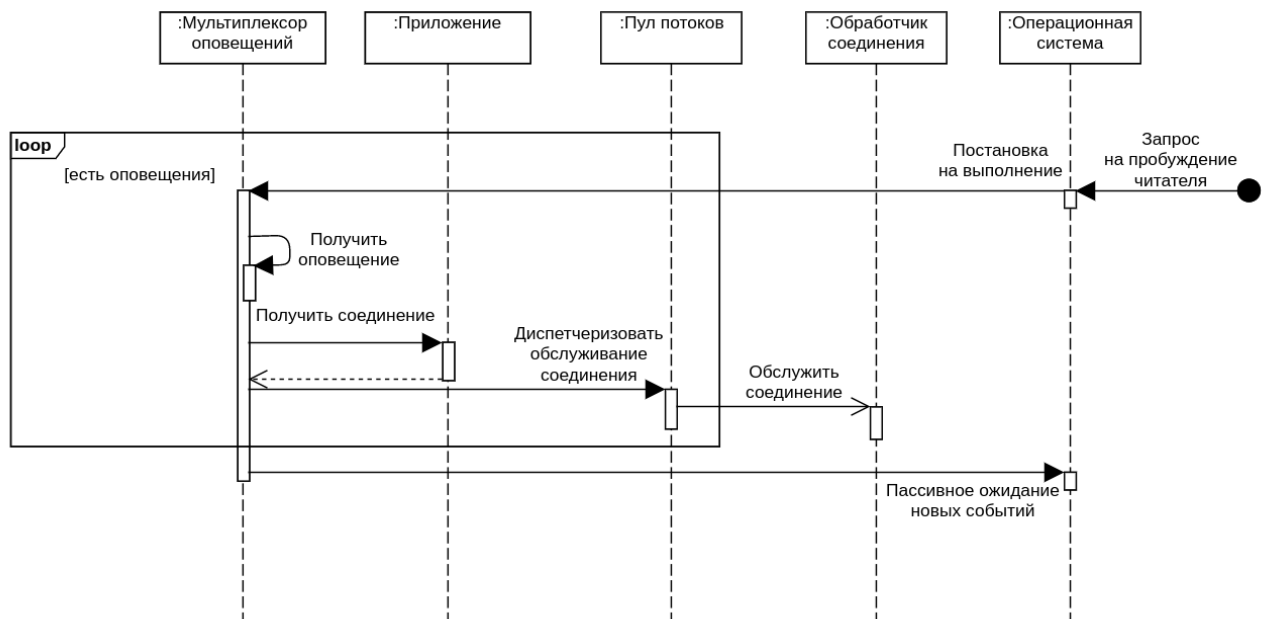 :Мультиплексор
оповещений
:Приложение
:Пул потоков
:Обработчик
соединения
:Операционная
система
loop
[есть оповещения]
Постановка
на выполнение
Запрос
на пробуждение
читателя
Получить
оповещение
Получить соединение
Диспетчеризовать
обслуживание
соединения
Обслужить
соединение
Пассивное ожидание
новых событий